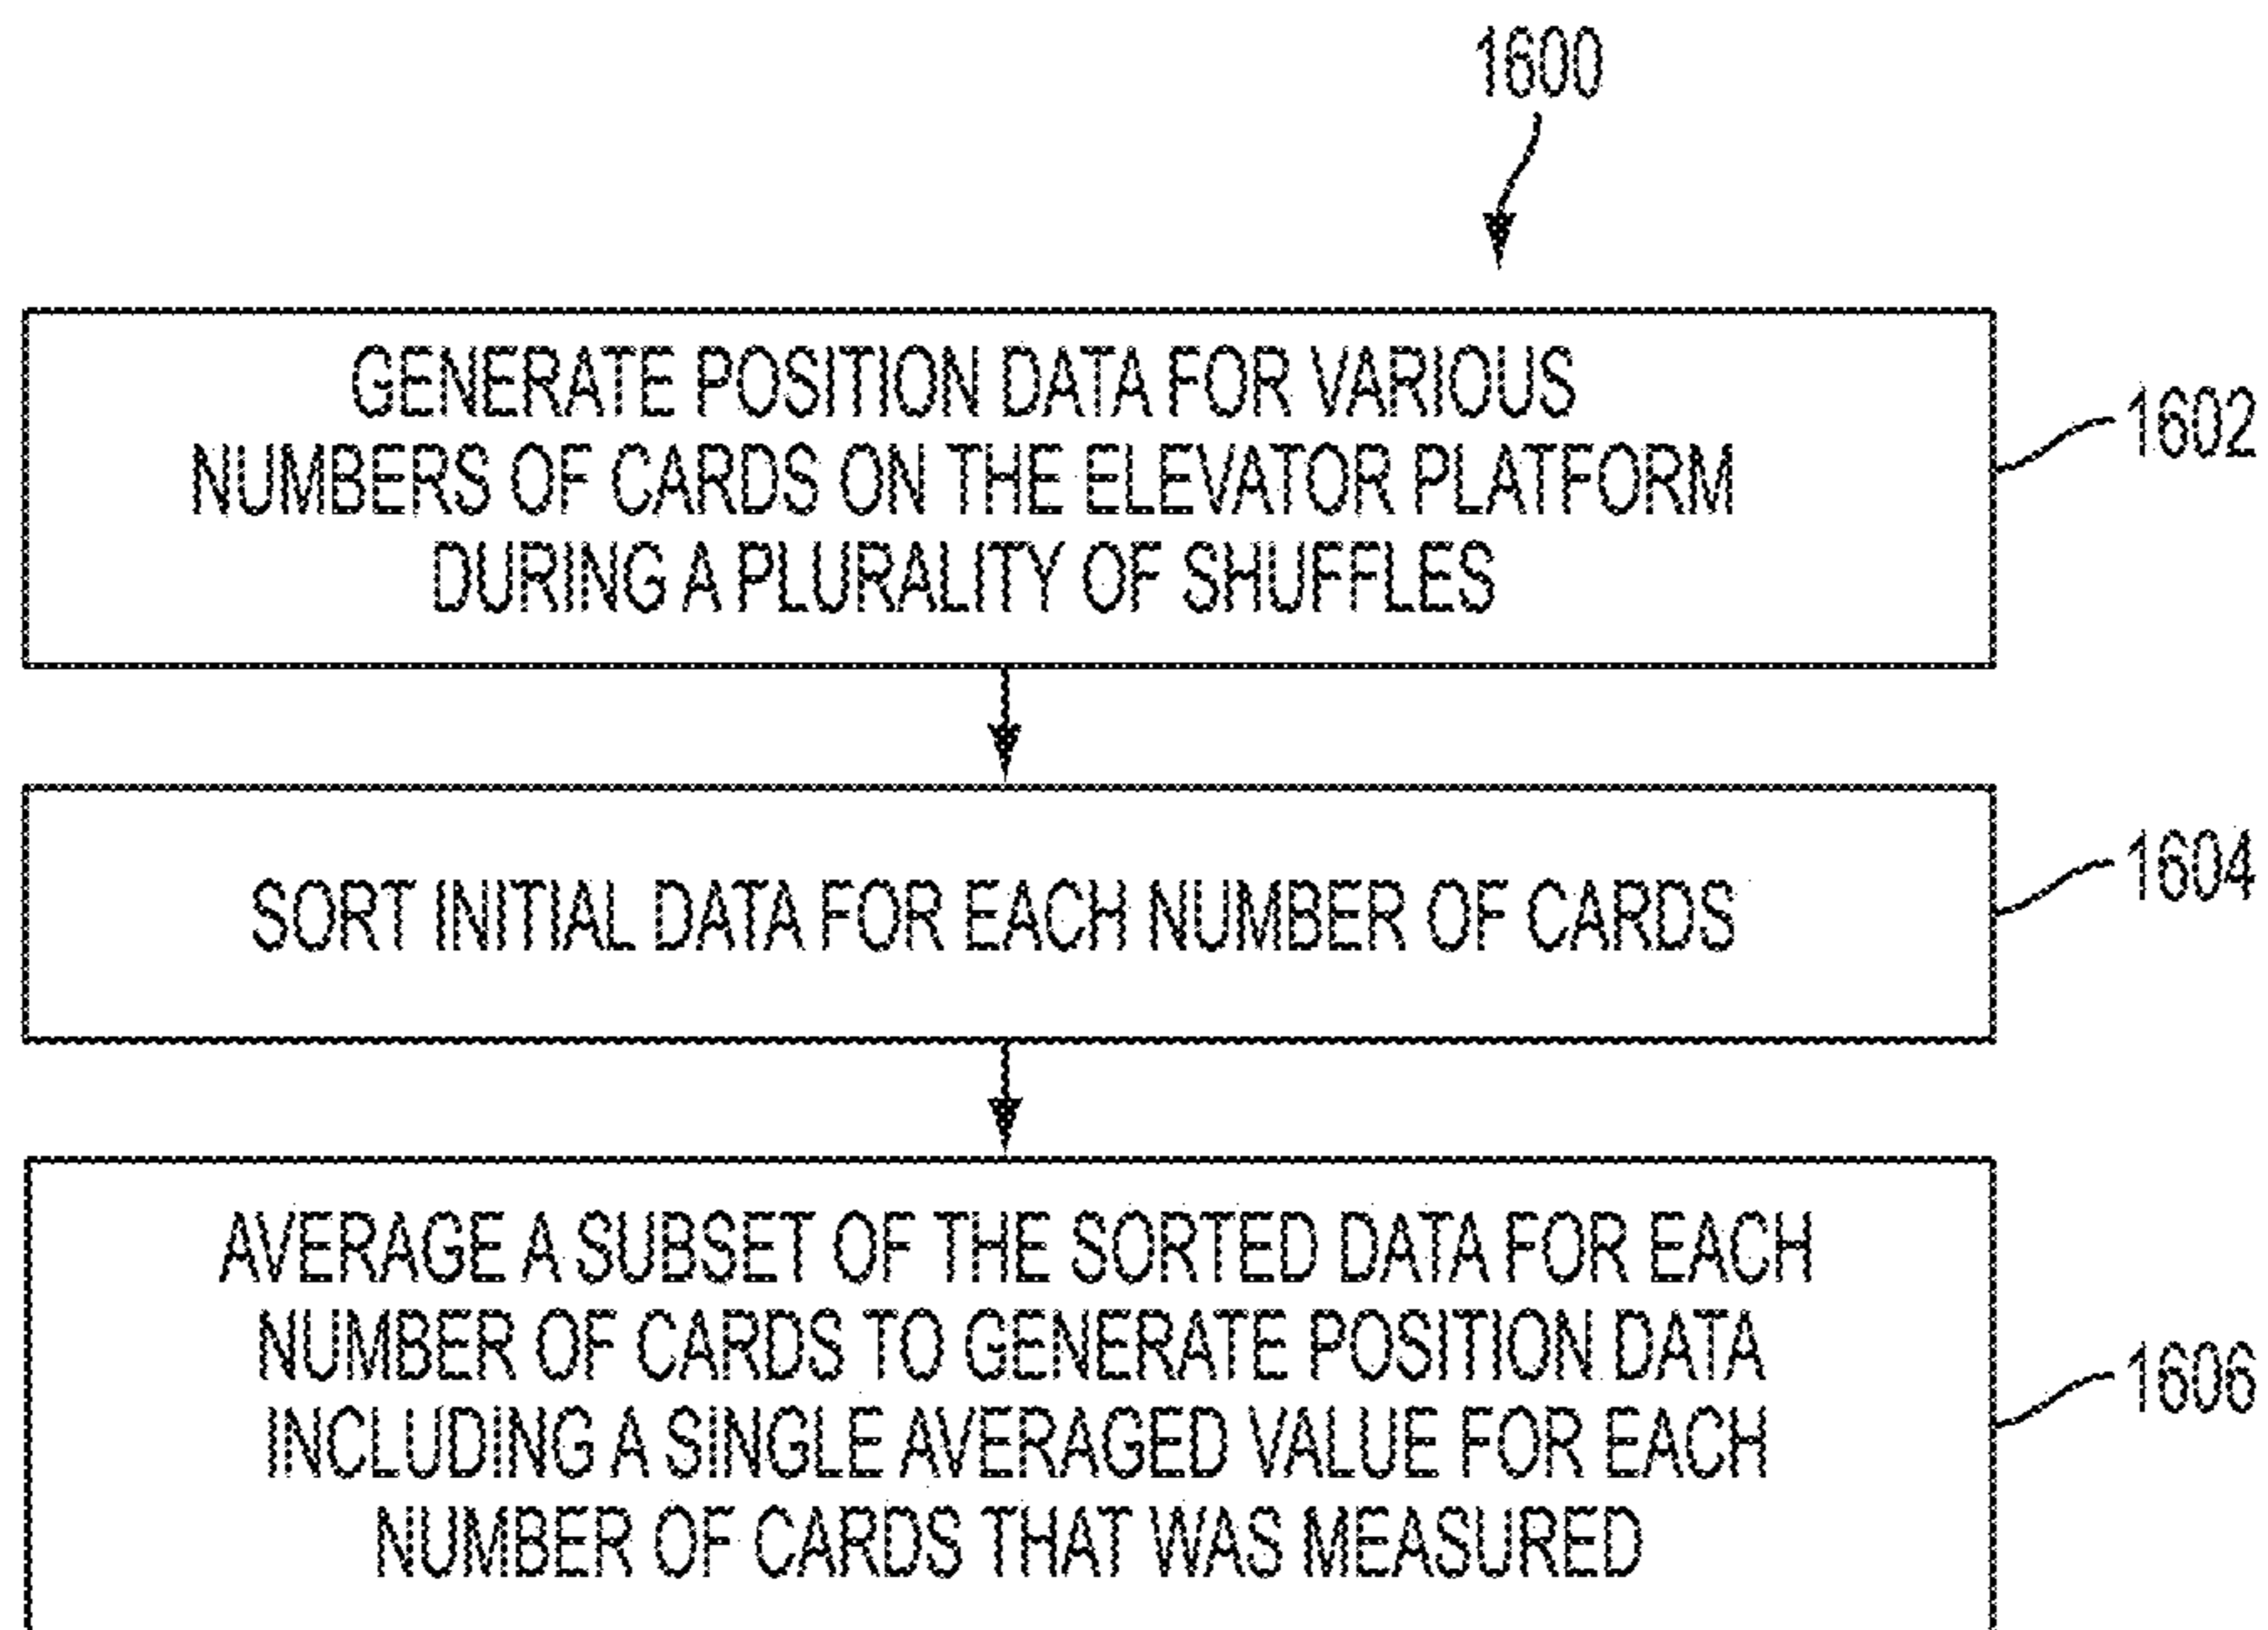 1600
GENERATE POSITION DATA FOR VARIOUS
NUMBERS OF CARDS ON THE ELEVATOR PLATFORM
DURING A PLURALITY OF SHUFFLES
1602
SORT INITIAL DATA FOR EACH NUMBER OF CARDS
1604
AVERAGE A SUBSET OF THE SORTED DATA FOR EACH
NUMBER OF CARDS TO GENERATE POSITION DATA
INCLUDING A SINGLE AVERAGED VALUE FOR EACH
NUMBER OF CARDS THAT WAS MEASURED
1606